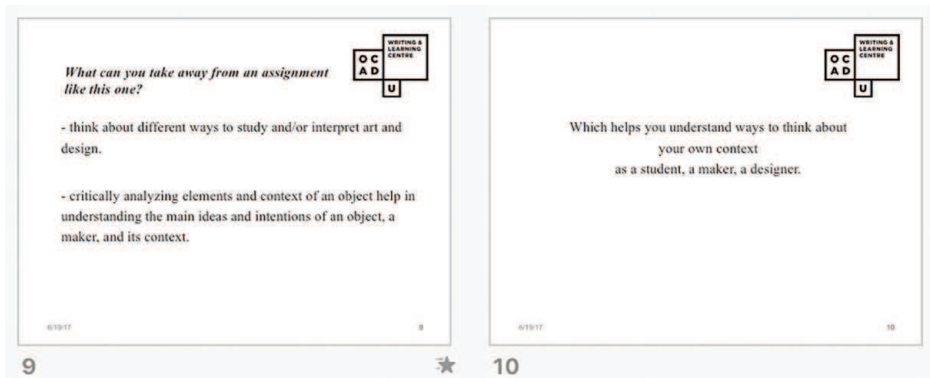 WRITING &
LEARNING
CENTRE
O C
A D
U
What can you take away from an assignment
like this one?
- think about different ways to study and/or interpret art and
design.
- critically analyzing elements and context of an object help in
understanding the main ideas and intentions of an object, a
maker, and its context.
6/19/17
9
9
WRITING &
LEARNING
CENTRE
O C
A D
U
Which helps you understand ways to think about
your own context
as a student, a maker, a designer.
6/19/17
10
10